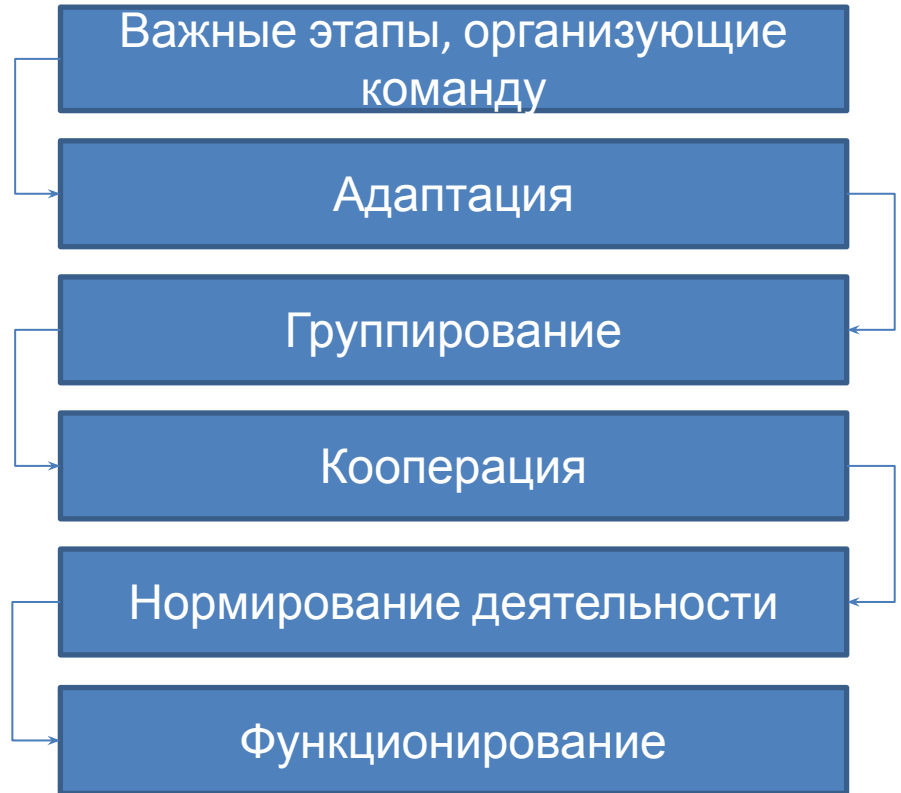 Важные этапы, организующие
команду
Адаптация
Группирование
Кооперация
Нормирование деятельности
Функционирование